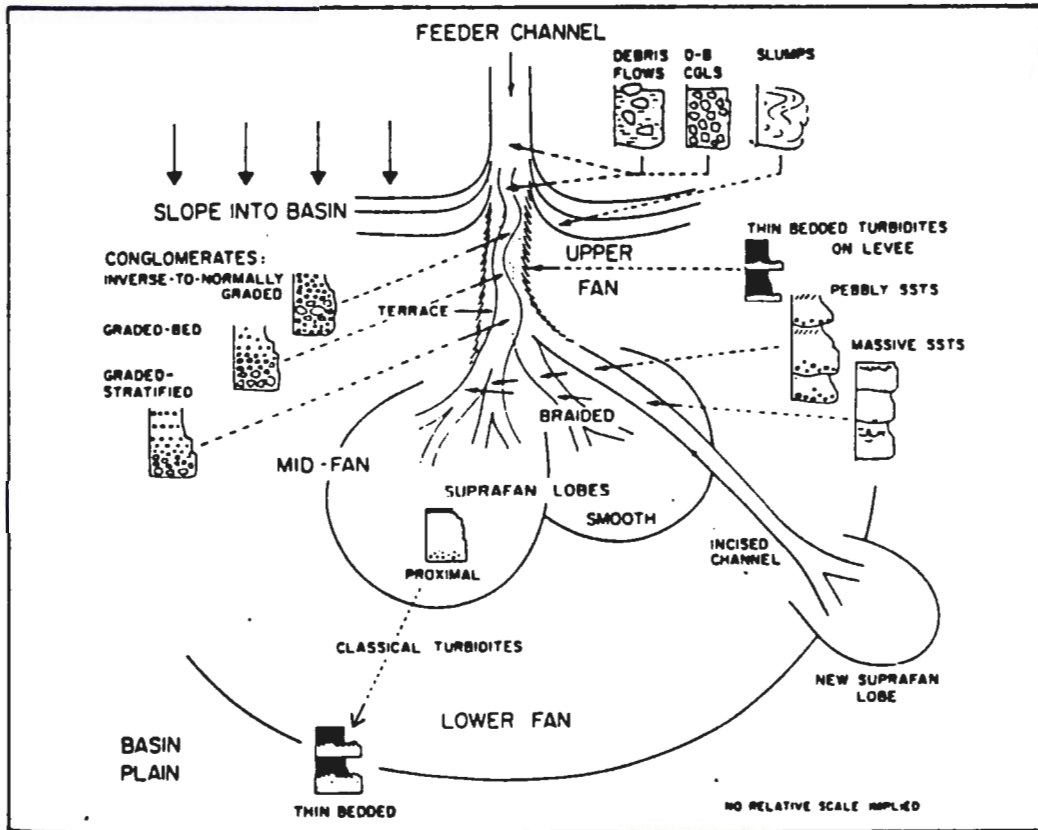 FEEDER CHANNEL
DEBRIS
FLOWS
D-B
CGLS
SLUMPS
SLOPE INTO BASIN
THIN BEDDED TURBIDITES
ON LEVEE
CONGLOMERATES:
INVERSE-TO-NORMALLY
GRADED
UPPER
FAN
PEBBLY SSTS
TERRACE
GRADED-BED
MASSIVE SSTS
GRADED-
STRATIFIED
BRAIDED
MID-FAN
SUPRAFAN LOBES
SMOOTH
INCISED
CHANNEL
PROXIMAL
CLASSICAL TURBIDITES
NEW SUPRAFAN
LOBE
LOWER FAN
BASIN
PLAIN
THIN BEDDED
NO RELATIVE SCALE IMPLIED